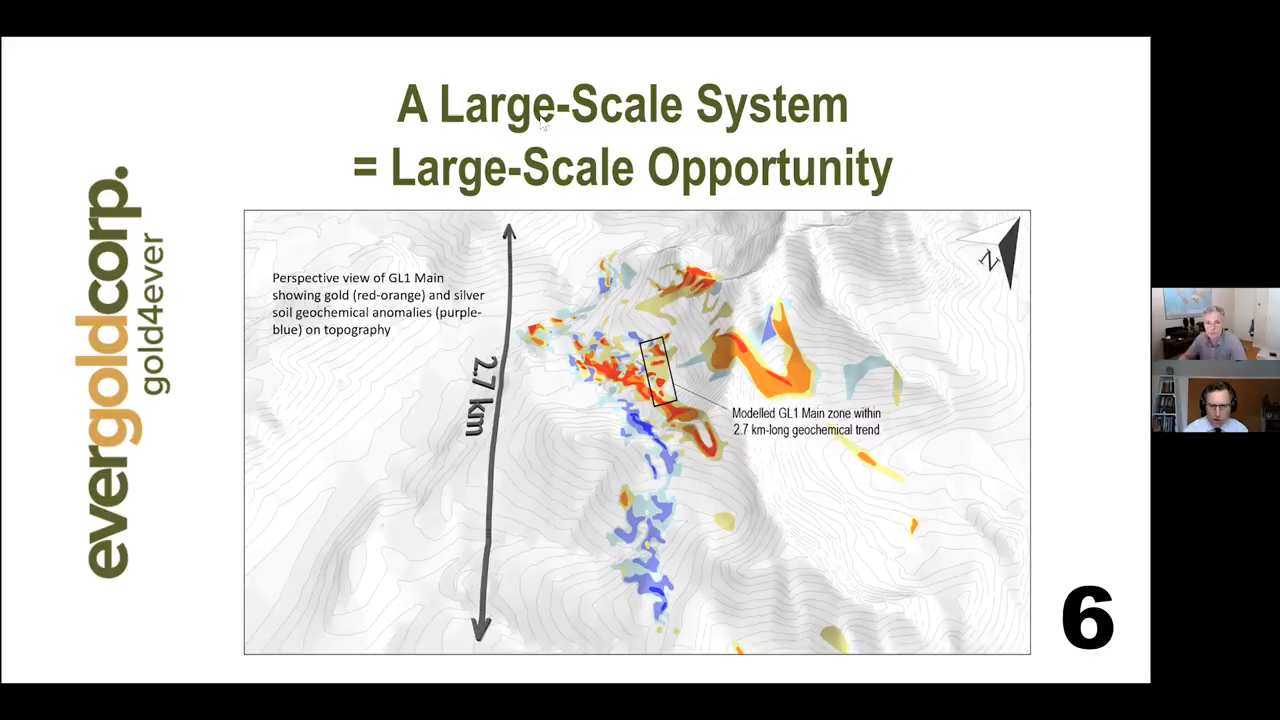 A Large-Scale System
= Large-Scale Opportunity
evergoldcorp.
gold4ever
Perspective view of GL1 Main
showing gold (red-orange) and silver
soil geochemical anomalies (purple-
blue) on topography
2.7 km
N
Modelled GL1 Main zone within
2.7 km-long geochemical trend
6